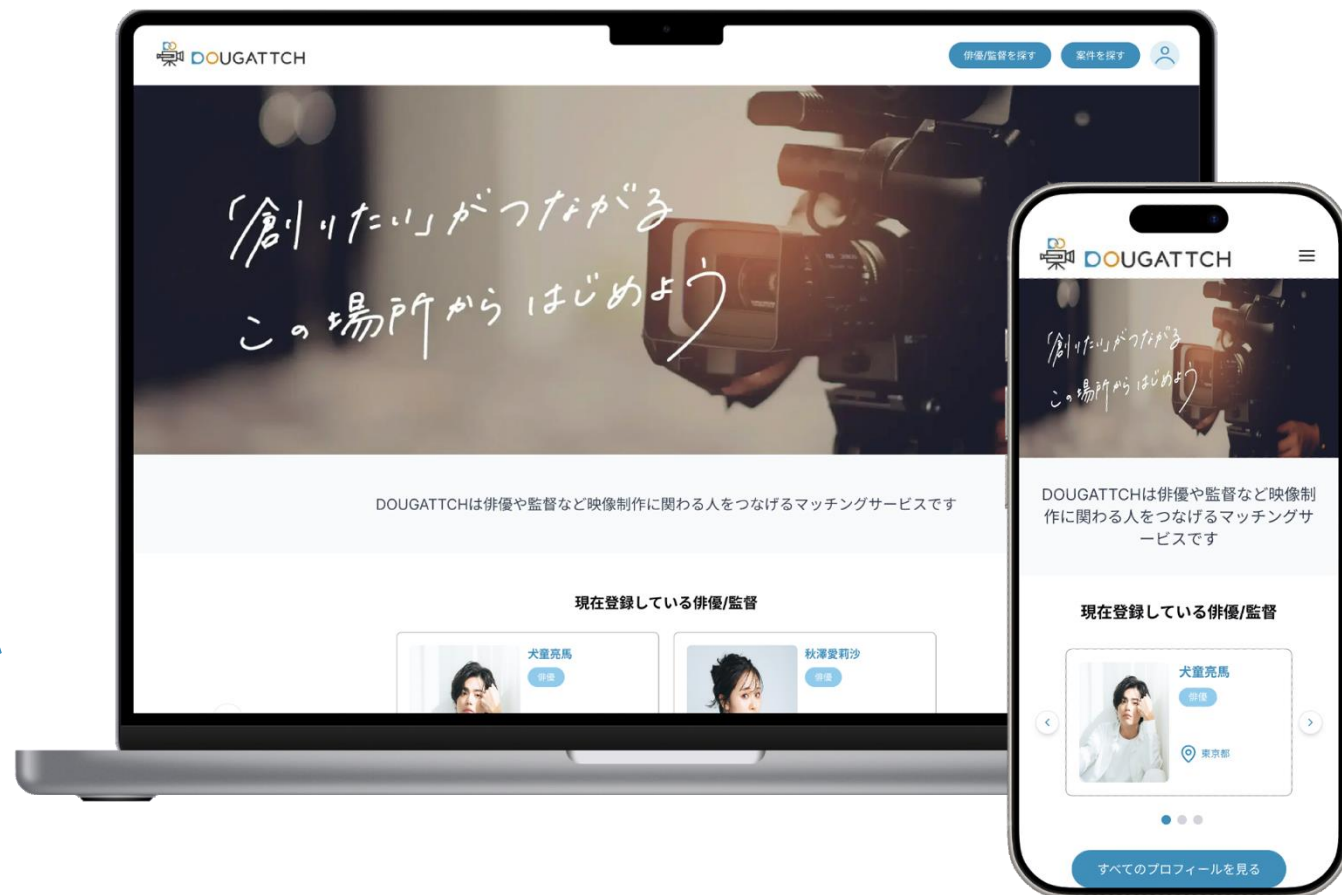 DOUGATTCH
俳優/監督を探す
案件を探す
「創りたい」がつながる
この場所からはじめよう
DOUGATTCHは俳優や監督など映像制作に関わる人をつなげるマッチングサービスです
現在登録している俳優/監督
犬童亮馬
俳優
秋澤愛莉沙
俳優
DOUGATTCH
「創りたい」がつながる
この場所からはじめよう
DOUGATTCHは俳優や監督など映像制
作に関わる人をつなげるマッチングサ
ービスです
現在登録している俳優/監督
犬童亮馬
俳優
東京都
すべてのプロフィールを見る